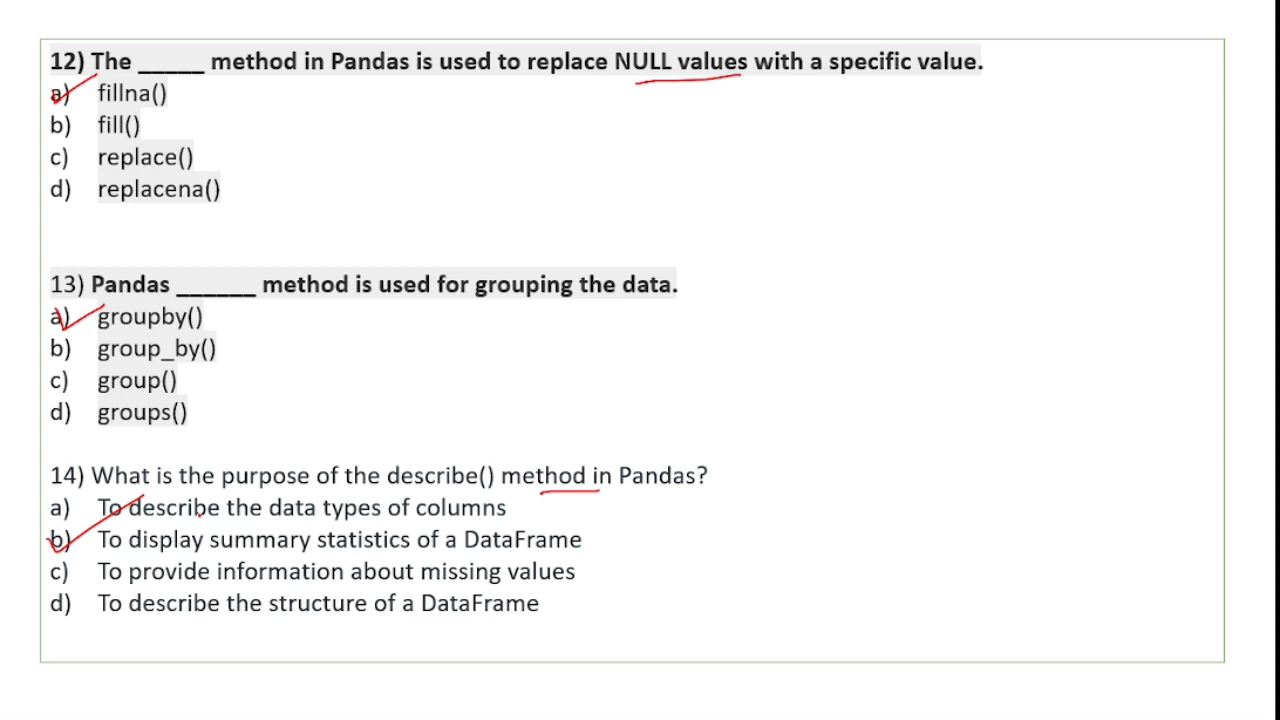 12) The _____ method in Pandas is used to replace NULL values with a specific value.
a) fillna()
b) fill()
c) replace()
d) replacena()
13) Pandas ______ method is used for grouping the data.
a) groupby()
b) group_by()
c) group()
d) groups()
14) What is the purpose of the describe() method in Pandas?
a) To describe the data types of columns
b) To display summary statistics of a DataFrame
c) To provide information about missing values
d) To describe the structure of a DataFrame